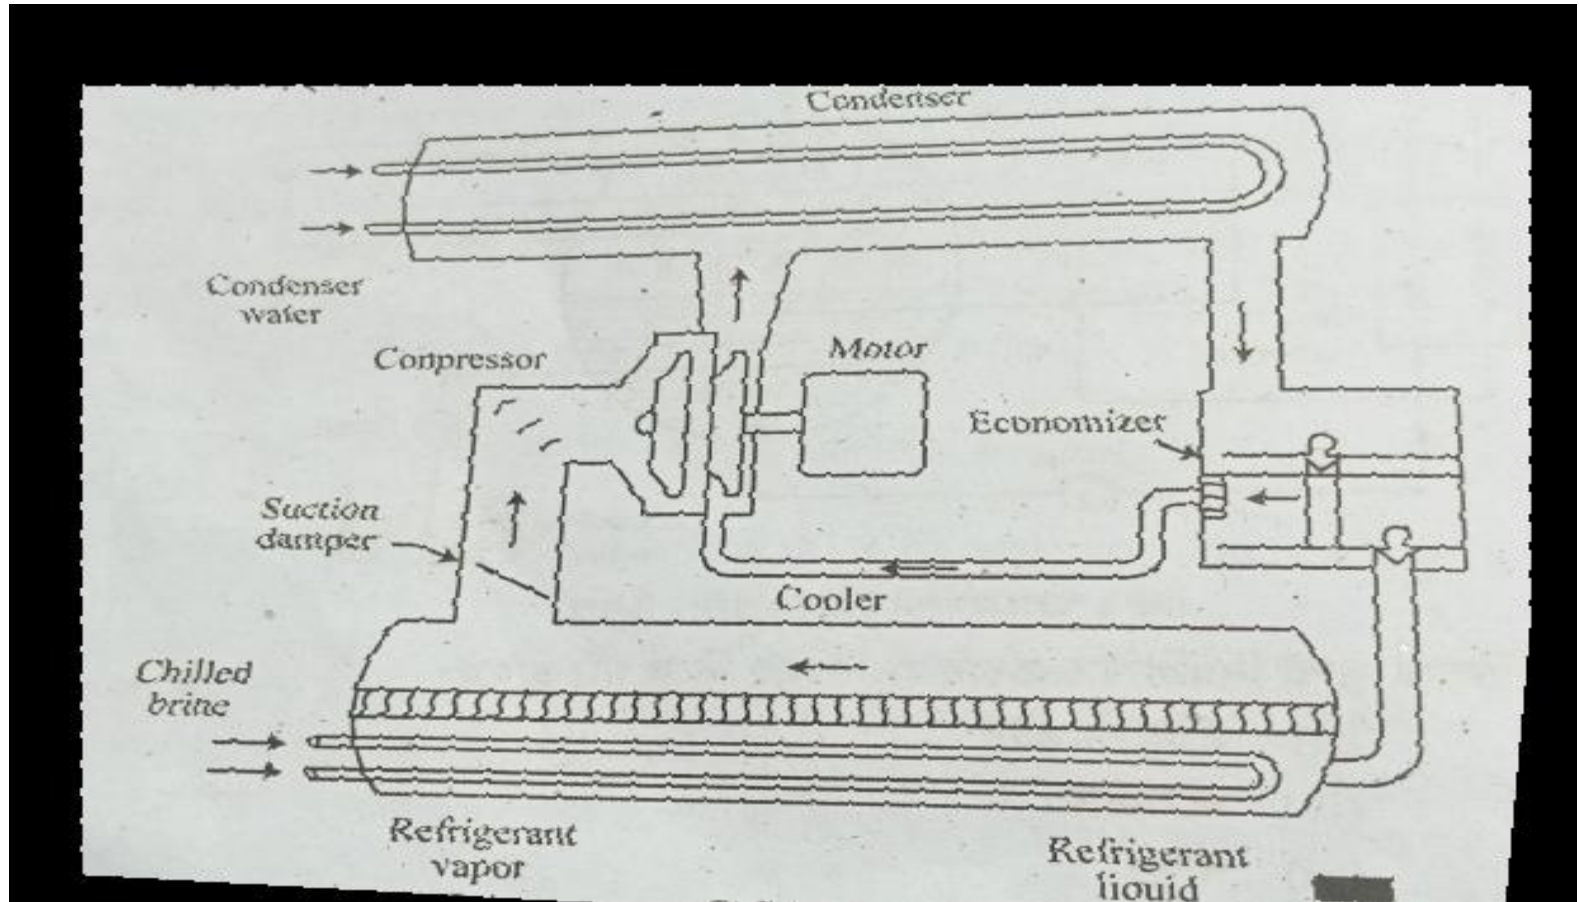 Condenser
Condenser
water
Conpressor
Motor
Economizer
Suction
damper
Cooler
Chilled
brine
Refrigerant
vapor
Refrigerant
liquid